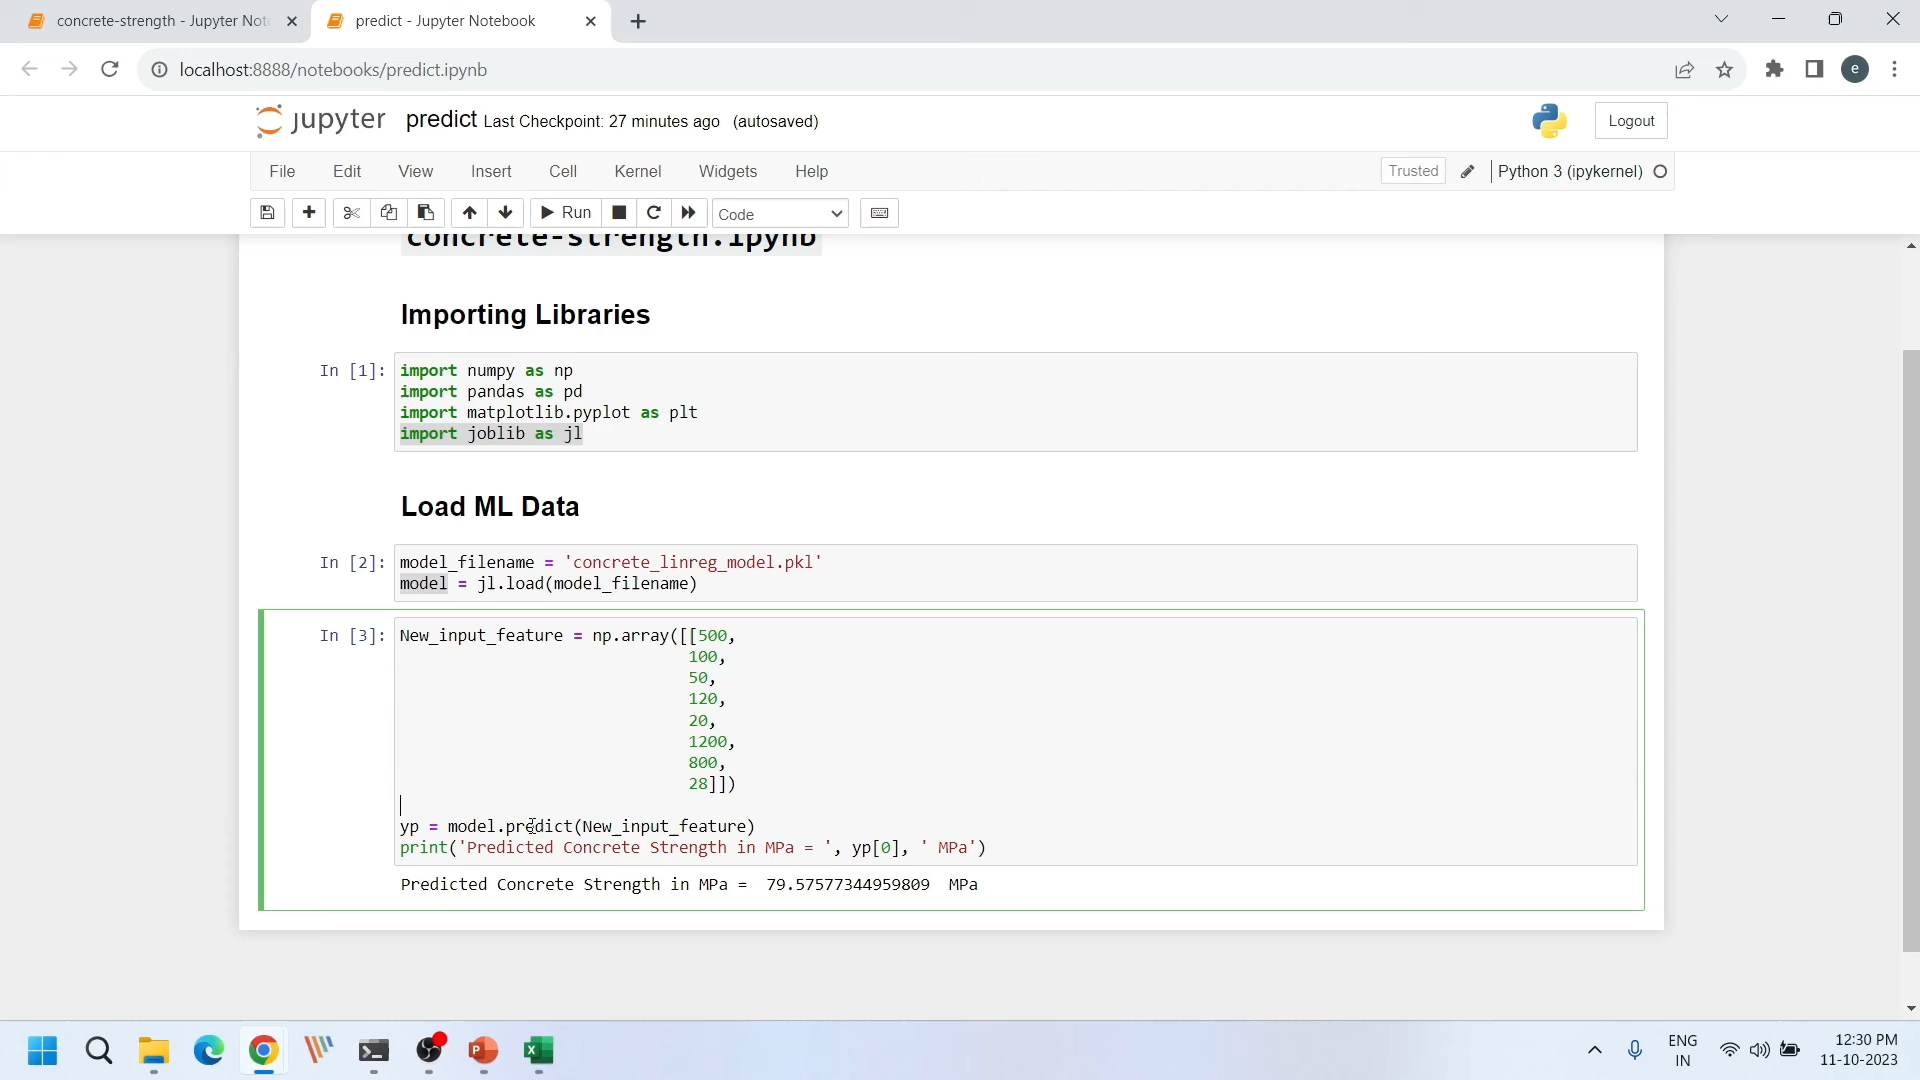 concrete-strength - Jupyter Not
predict - Jupyter Notebook
localhost:8888/notebooks/predict.ipynb
e
jupyter predict Last Checkpoint: 27 minutes ago (autosaved)
Logout
File Edit View Insert Cell Kernel Widgets Help
Trusted
Python 3 (ipykernel)
Run
Code
concrete-strength.ipynb
Importing Libraries
In [1]:
import numpy as np
import pandas as pd
import matplotlib.pyplot as plt
import joblib as jl
Load ML Data
In [2]:
model_filename = 'concrete_linreg_model.pkl'
model = jl.load(model_filename)
In [3]:
New_input_feature = np.array([[500,
100,
50,
120,
20,
1200,
800,
28]])
yp = model.predict(New_input_feature)
print('Predicted Concrete Strength in MPa = ', yp[0], ' MPa')
Predicted Concrete Strength in MPa =  79.57577344959809  MPa
ENG
IN
12:30 PM
11-10-2023